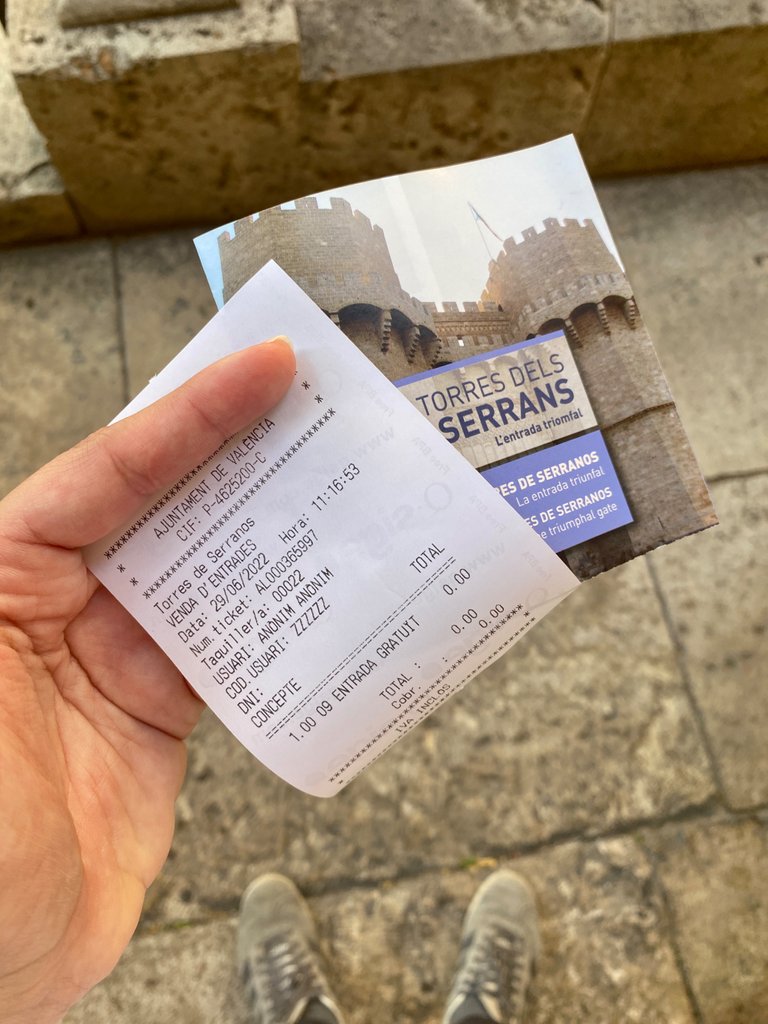 TORRES DELS
SERRANS
L'entrada triomfal
RES DE SERRANOS
La entrada triunfal
ES DE SERRANOS
e triumphal gate
*
*
AJUNTAMENT DE VALENCIA
CIF: P-4625200-C
*
*
Torres de Serranos
VENDA D'ENTRADES
Data: 29/06/2022 Hora: 11:16:53
Num.ticket: AL000365997
Taquiller/a: 00022
USUARI: ANONIM ANONIM
COD.USUARI: ZZZZZZ
DNI:
CONCEPTE TOTAL
1.00 09 ENTRADA GRATUIT 0.00
TOTAL : 0.00
Cobr. : 0.00
IVA INCLOS